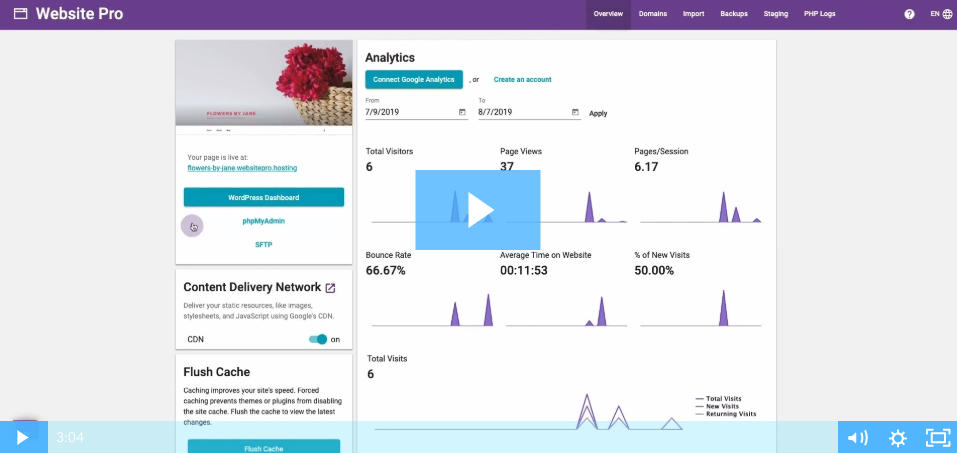 Website Pro
Overview
Domains
Import
Backups
Staging
PHP Logs
EN
FLOWERS BY JANE
Your page is live at:
flowers-by-jane.websitepro.hosting
WordPress Dashboard
phpMyAdmin
SFTP
Content Delivery Network
Deliver your static resources, like images,
stylesheets, and JavaScript using Google's CDN.
CDN
on
Flush Cache
Caching improves your site's speed. Forced
caching prevents themes or plugins from disabling
the site cache. Flush the cache to view the latest
changes.
Flush Cache
Analytics
Connect Google Analytics
, or
Create an account
From
To
7/9/2019
8/7/2019
Apply
Total Visitors
Page Views
Pages/Session
6
37
6.17
Bounce Rate
Average Time on Website
% of New Visits
66.67%
00:11:53
50.00%
Total Visits
6
Total Visits
New Visits
Returning Visits
3:04